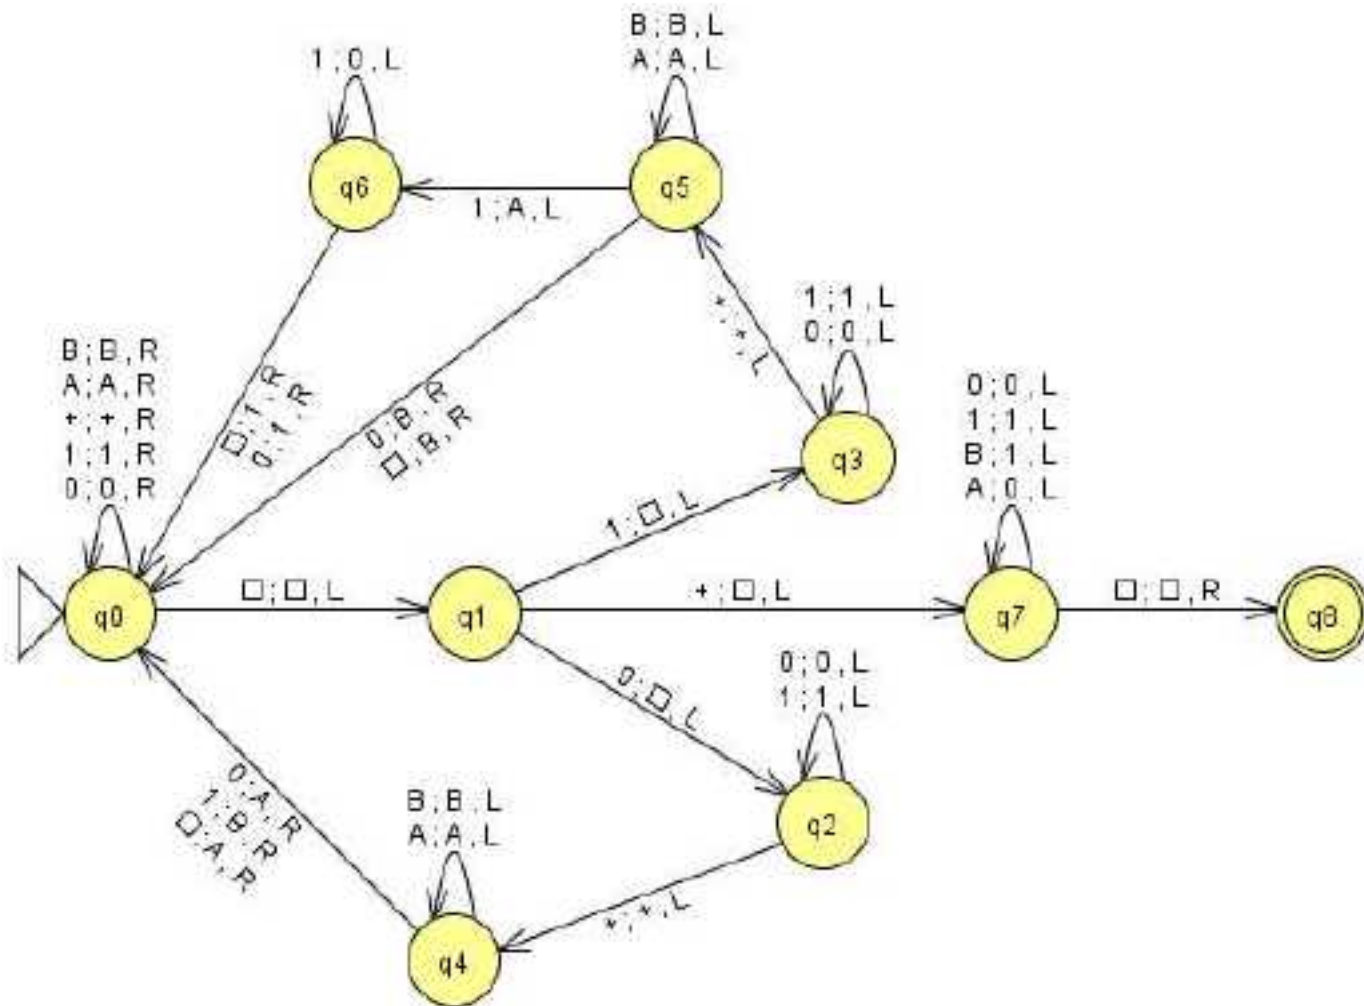 B;B,L
A;A,L
1;0,L
q6
q5
1;A,L
+;+,L
1;1,L
0;0,L
q3
B;B,R
A;A,R
+;+,R
1;1,R
0;0,R
□;1,R
0;1,R
0;B,R
□;B,R
0;0,L
1;1,L
B;1,L
A;0,L
1;□,L
q0
□;□,L
q1
+;□,L
q7
□;□,R
q8
0;□,L
0;0,L
1;1,L
q2
0;A,R
1;B,R
□;A,R
B;B,L
A;A,L
+;+,L
q4